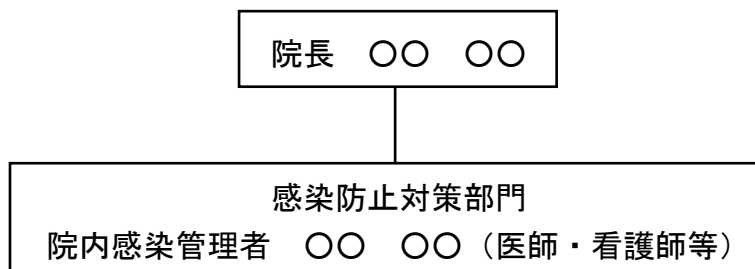 院長　〇〇　〇〇
感染防止対策部門
院内感染管理者　〇〇　〇〇（医師・看護師等）